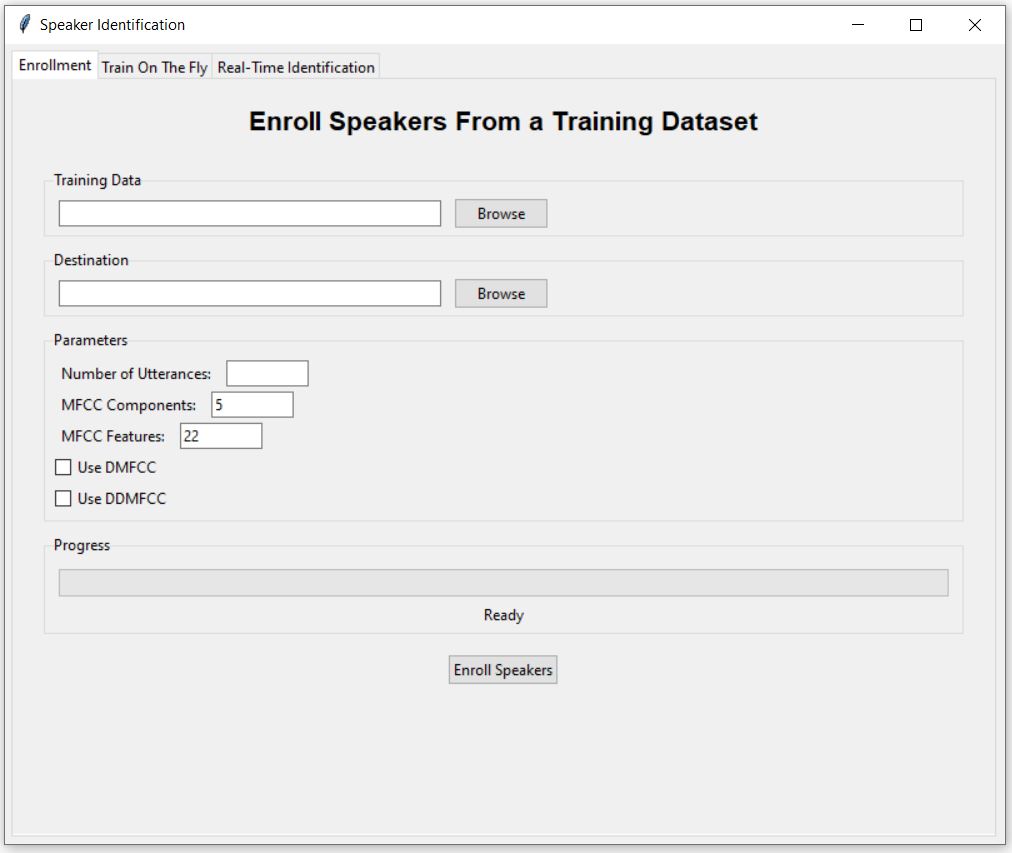 Speaker Identification
Enrollment Train On The Fly Real-Time Identification
Enroll Speakers From a Training Dataset
Training Data
Browse
Destination
Browse
Parameters
Number of Utterances:
MFCC Components: 5
MFCC Features: 22
Use DMFCC
Use DDMFCC
Progress
Ready
Enroll Speakers